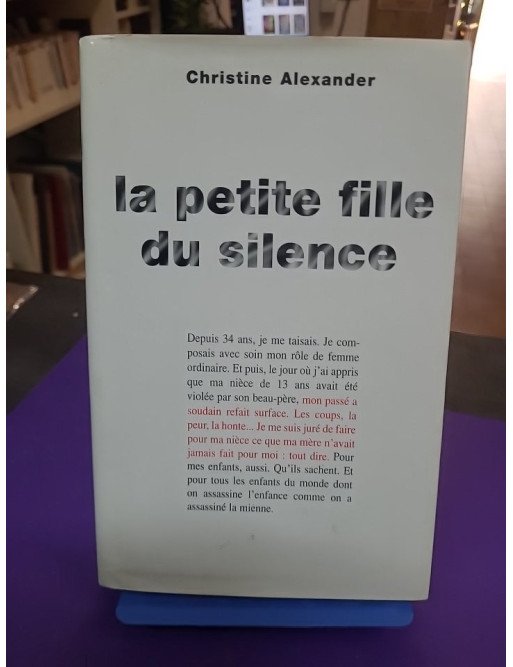 Christine Alexander
la petite fille
du silence
Depuis 34 ans, je me taisais. Je com-
posais avec soin mon rôle de femme
ordinaire. Et puis, le jour où j'ai appris
que ma nièce de 13 ans avait été
violée par son beau-père, mon passé a
soudain refait surface. Les coups, la
peur, la honte... Je me suis juré de faire
pour ma nièce ce que ma mère n'avait
jamais fait pour moi : tout dire. Pour
mes enfants, aussi. Qu'ils sachent. Et
pour tous les enfants du monde dont
on assassine l'enfance comme on a
assassiné la mienne.